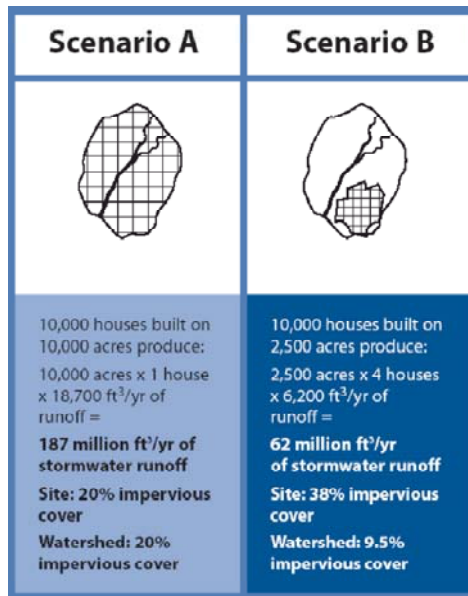 Scenario A
10,000 houses built on
10,000 acres produce:
10,000 acres x 1 house
x 18,700 ft³/yr of
runoff =
187 million ft³/yr of
stormwater runoff
Site: 20% impervious
cover
Watershed: 20%
impervious cover
Scenario B
10,000 houses built on
2,500 acres produce:
2,500 acres x 4 houses
x 6,200 ft³/yr of
runoff =
62 million ft³/yr
of stormwater runoff
Site: 38% impervious
cover
Watershed: 9.5%
impervious cover